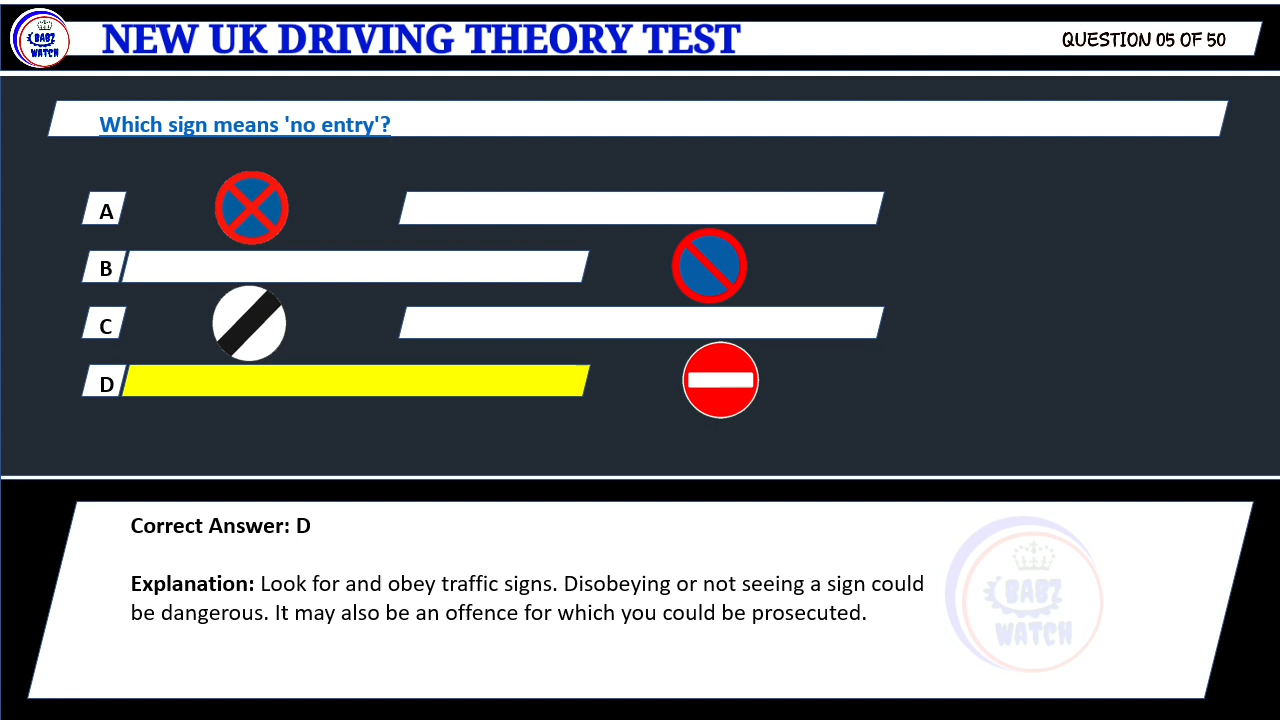 BABZ
WATCH
NEW UK DRIVING THEORY TEST
QUESTION 05 OF 50
Which sign means 'no entry'?
A
B
C
D
Correct Answer: D
Explanation: Look for and obey traffic signs. Disobeying or not seeing a sign could
be dangerous. It may also be an offence for which you could be prosecuted.
BABZ
WATCH